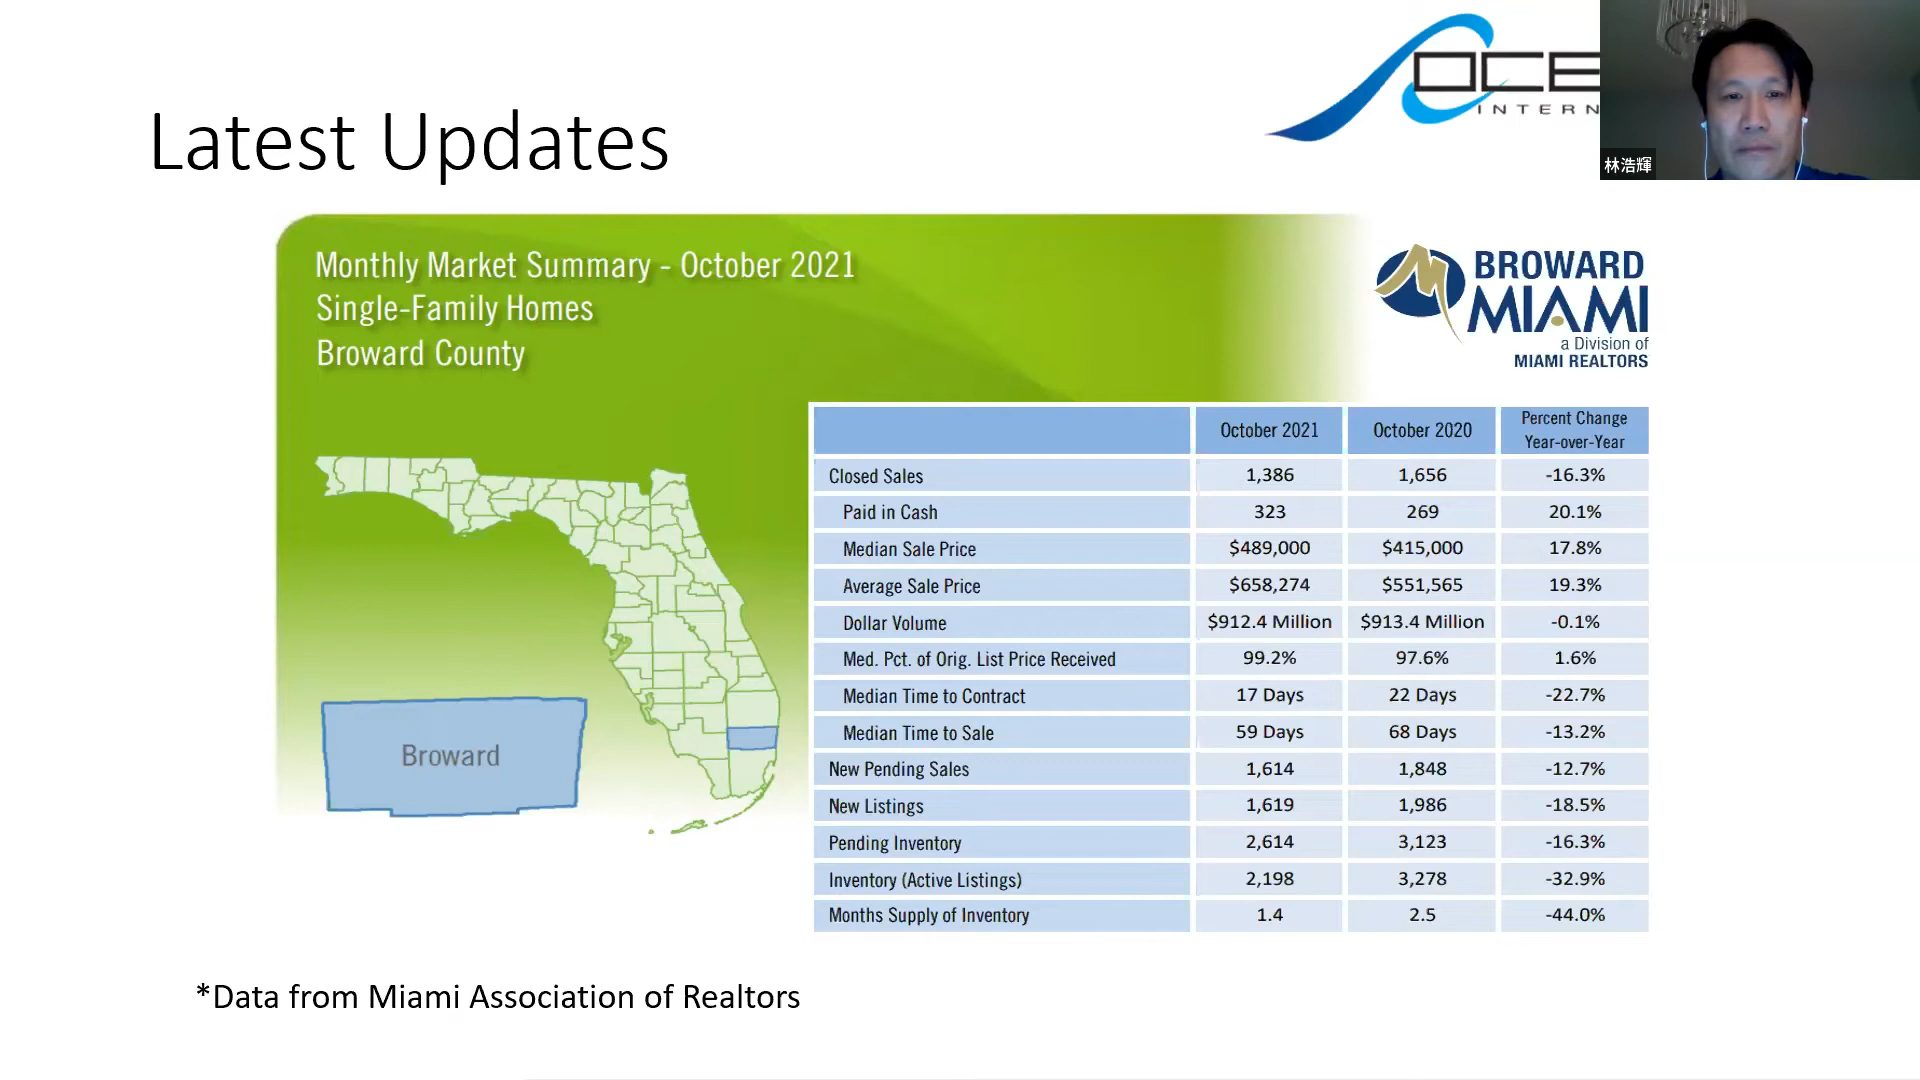 Latest Updates
OCE
INTERN
林浩輝
Monthly Market Summary - October 2021
Single-Family Homes
Broward County
BROWARD
MIAMI
a Division of
MIAMI REALTORS
Broward
October 2021 October 2020 Percent Change Year-over-Year
Closed Sales 1,386 1,656 -16.3%
Paid in Cash 323 269 20.1%
Median Sale Price $489,000 $415,000 17.8%
Average Sale Price $658,274 $551,565 19.3%
Dollar Volume $912.4 Million $913.4 Million -0.1%
Med. Pct. of Orig. List Price Received 99.2% 97.6% 1.6%
Median Time to Contract 17 Days 22 Days -22.7%
Median Time to Sale 59 Days 68 Days -13.2%
New Pending Sales 1,614 1,848 -12.7%
New Listings 1,619 1,986 -18.5%
Pending Inventory 2,614 3,123 -16.3%
Inventory (Active Listings) 2,198 3,278 -32.9%
Months Supply of Inventory 1.4 2.5 -44.0%
*Data from Miami Association of Realtors